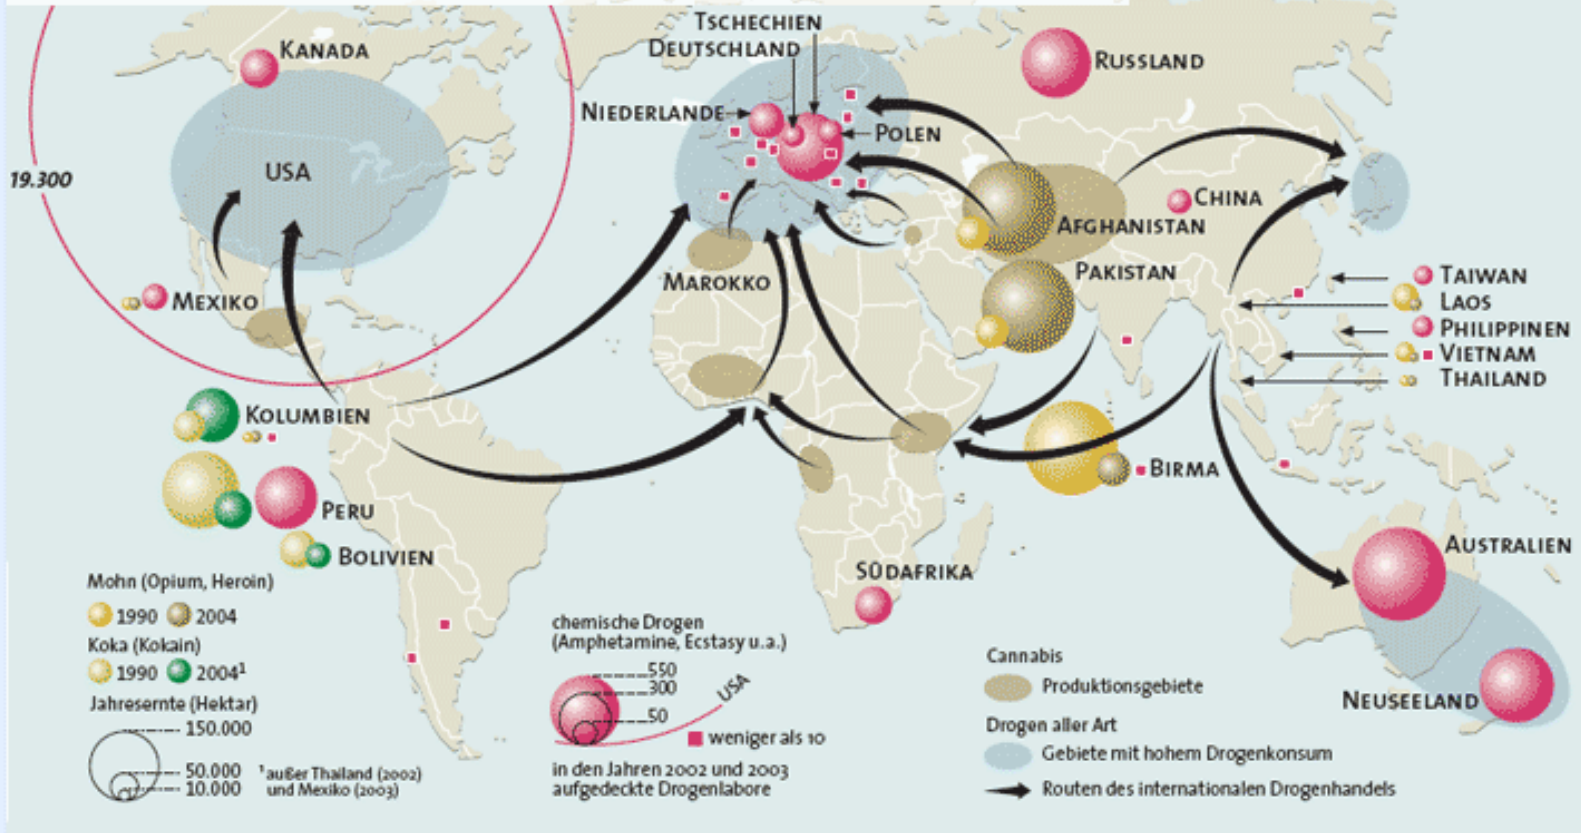 TSCHECHIEN
DEUTSCHLAND
KANADA
RUSSLAND
NIEDERLANDE
POLEN
USA
19.300
CHINA
AFGHANISTAN
PAKISTAN
MAROKKO
MEXIKO
TAIWAN
LAOS
PHILIPPINEN
VIETNAM
THAILAND
KOLUMBIEN
BIRMA
PERU
BOLIVIEN
AUSTRALIEN
SÜDAFRIKA
NEUSEELAND
Mohn (Opium, Heroin)
1990 2004
Koka (Kokain)
1990 2004¹
Jahresernte (Hektar)
150.000
50.000
10.000
¹ außer Thailand (2002)
und Mexiko (2003)
chemische Drogen
(Amphetamine, Ecstasy u.a.)
550
300
50
USA
weniger als 10
in den Jahren 2002 und 2003
aufgedeckte Drogenlabore
Cannabis
Produktionsgebiete
Drogen aller Art
Gebiete mit hohem Drogenkonsum
Routen des internationalen Drogenhandels